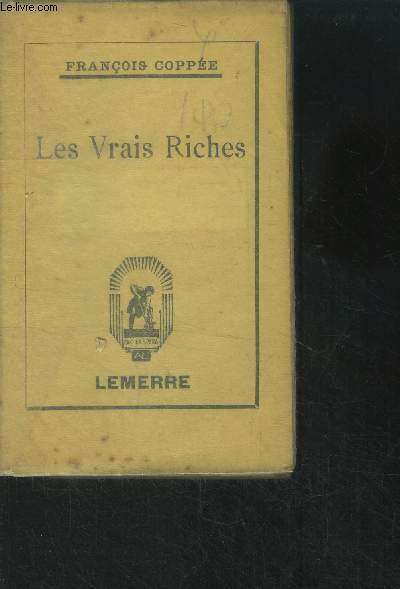 Le-livre.com
FRANÇOIS COPPÉE
Les Vrais Riches
LEMERRE